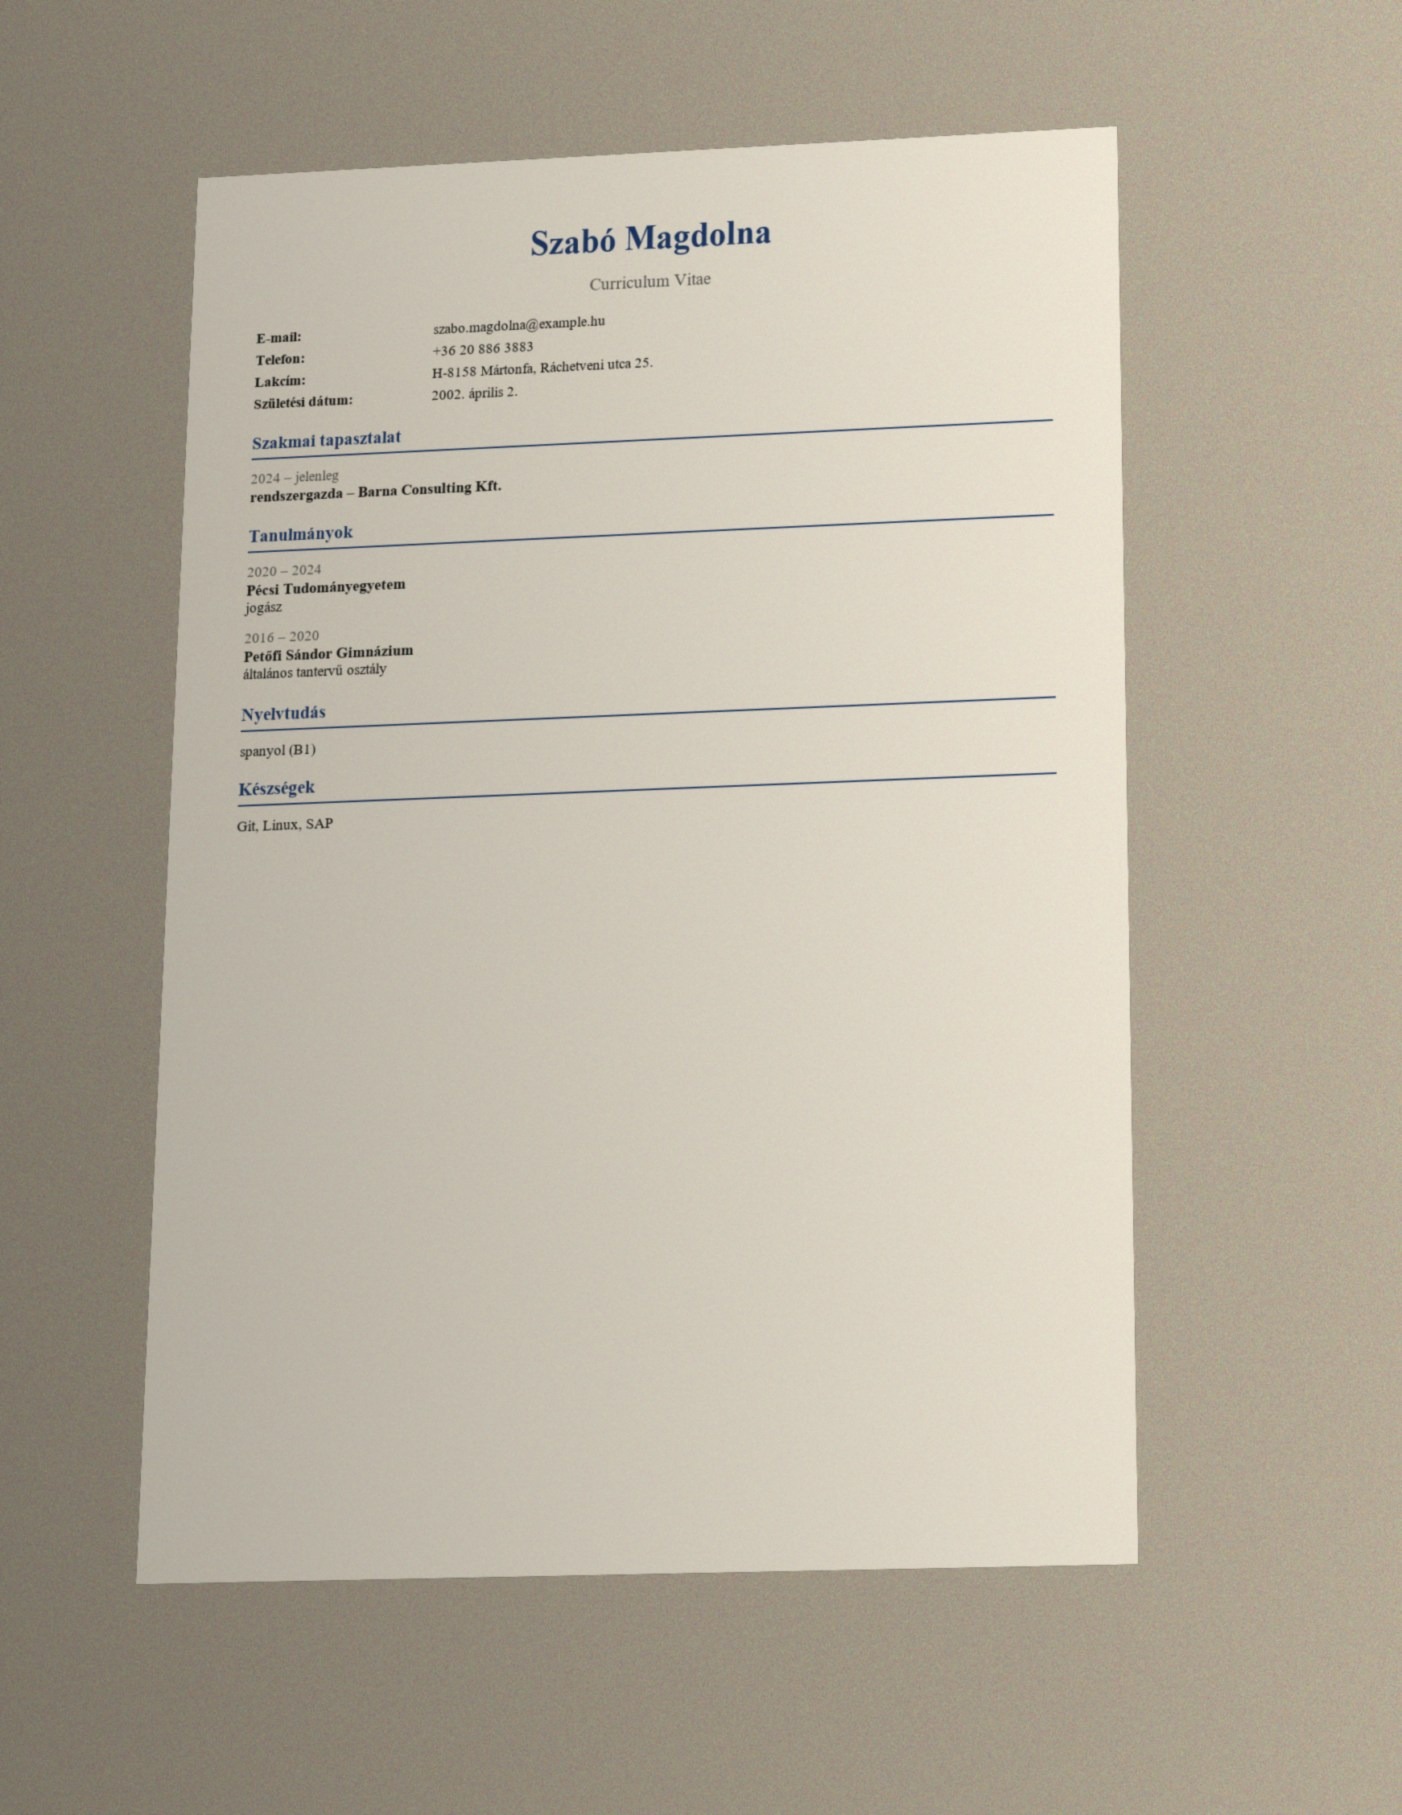 Szabó Magdolna
Curriculum Vitae
E-mail: szabo.magdolna@example.hu
Telefon: +36 20 886 3883
Lakcím: H-8158 Mártonfa, Ráchetveni utca 25.
Születési dátum: 2002. április 2.
Szakmai tapasztalat
2024 – jelenleg
rendszergazda – Barna Consulting Kft.
Tanulmányok
2020 – 2024
Pécsi Tudományegyetem
jogász
2016 – 2020
Petőfi Sándor Gimnázium
általános tantervű osztály
Nyelvtudás
spanyol (B1)
Készségek
Git, Linux, SAP